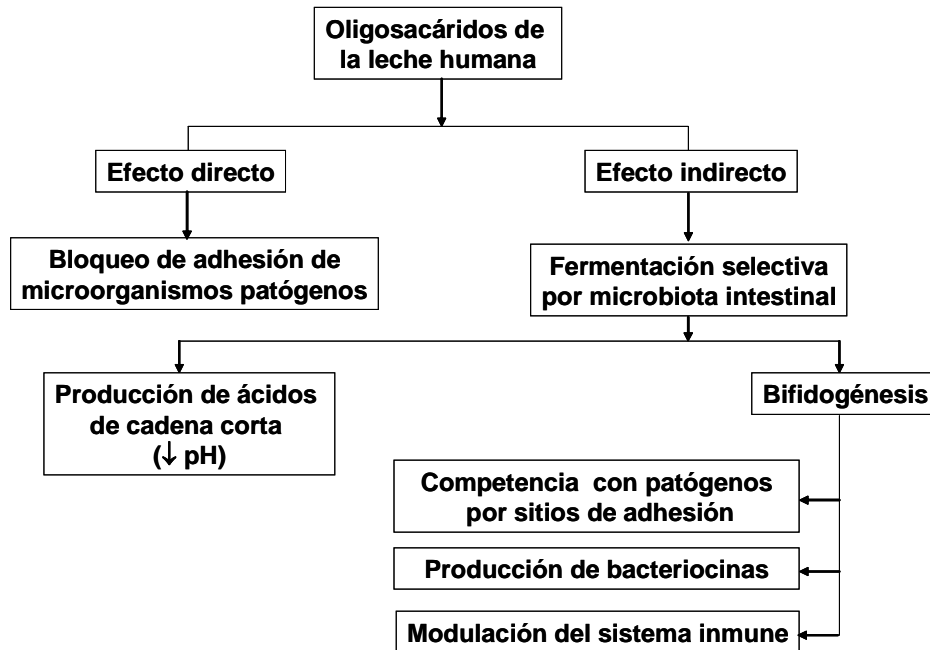 Oligosacáridos de
la leche humana
Efecto directo
Efecto indirecto
Bloqueo de adhesión de
microorganismos patógenos
Fermentación selectiva
por microbiota intestinal
Producción de ácidos
de cadena corta
(↓ pH)
Bifidogénesis
Competencia con patógenos
por sitios de adhesión
Producción de bacteriocinas
Modulación del sistema inmune